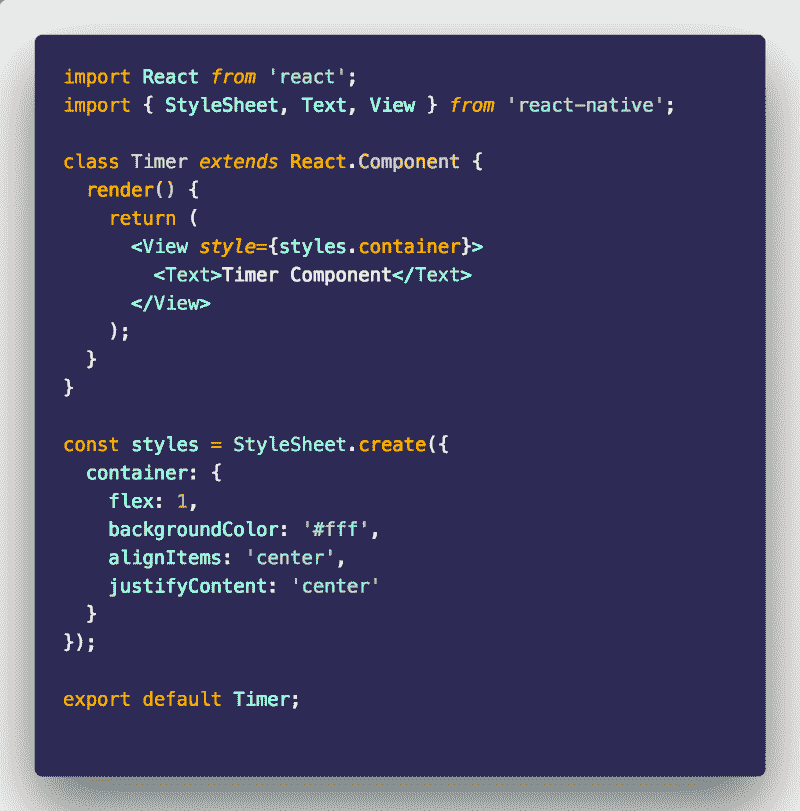 import React from 'react';
import { StyleSheet, Text, View } from 'react-native';

class Timer extends React.Component {
  render() {
    return (
      <View style={styles.container}>
        <Text>Timer Component</Text>
      </View>
    );
  }
}

const styles = StyleSheet.create({
  container: {
    flex: 1,
    backgroundColor: '#fff',
    alignItems: 'center',
    justifyContent: 'center'
  }
});

export default Timer;